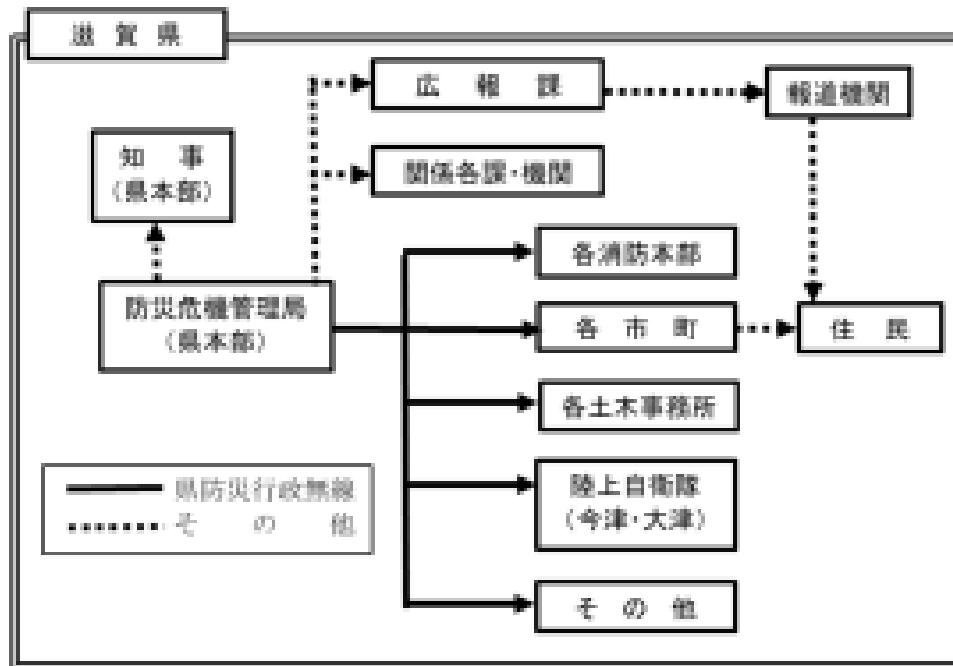 滋賀県
広報課
報道機関
知事
（県本部）
関係各課・機関
各消防本部
防災危機管理局
（県本部）
各市町
住民
各土木事務所
陸上自衛隊
（今津・大津）
県防災行政無線
その他
その他